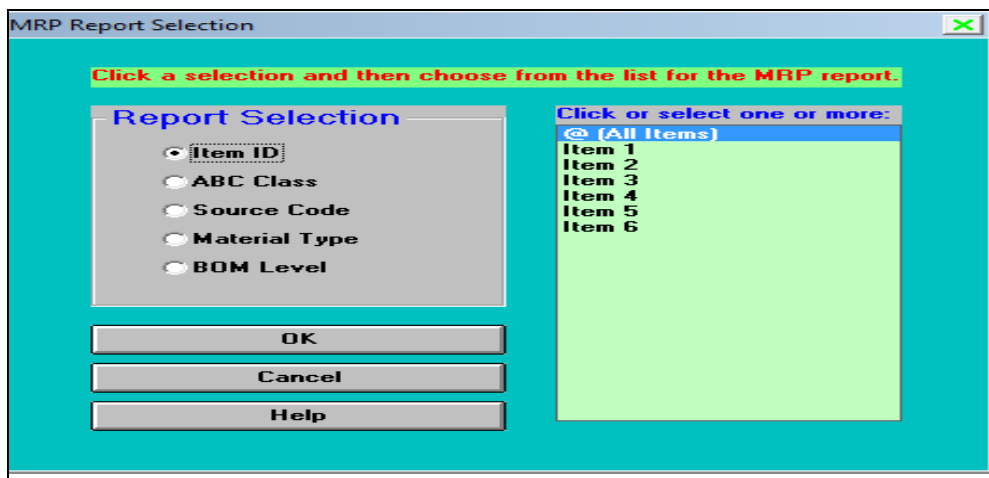 MRP Report Selection
Click a selection and then choose from the list for the MRP report.
Report Selection
Item ID
ABC Class
Source Code
Material Type
BOM Level
OK
Cancel
Help
Click or select one or more:
@ (All Items)
Item 1
Item 2
Item 3
Item 4
Item 5
Item 6